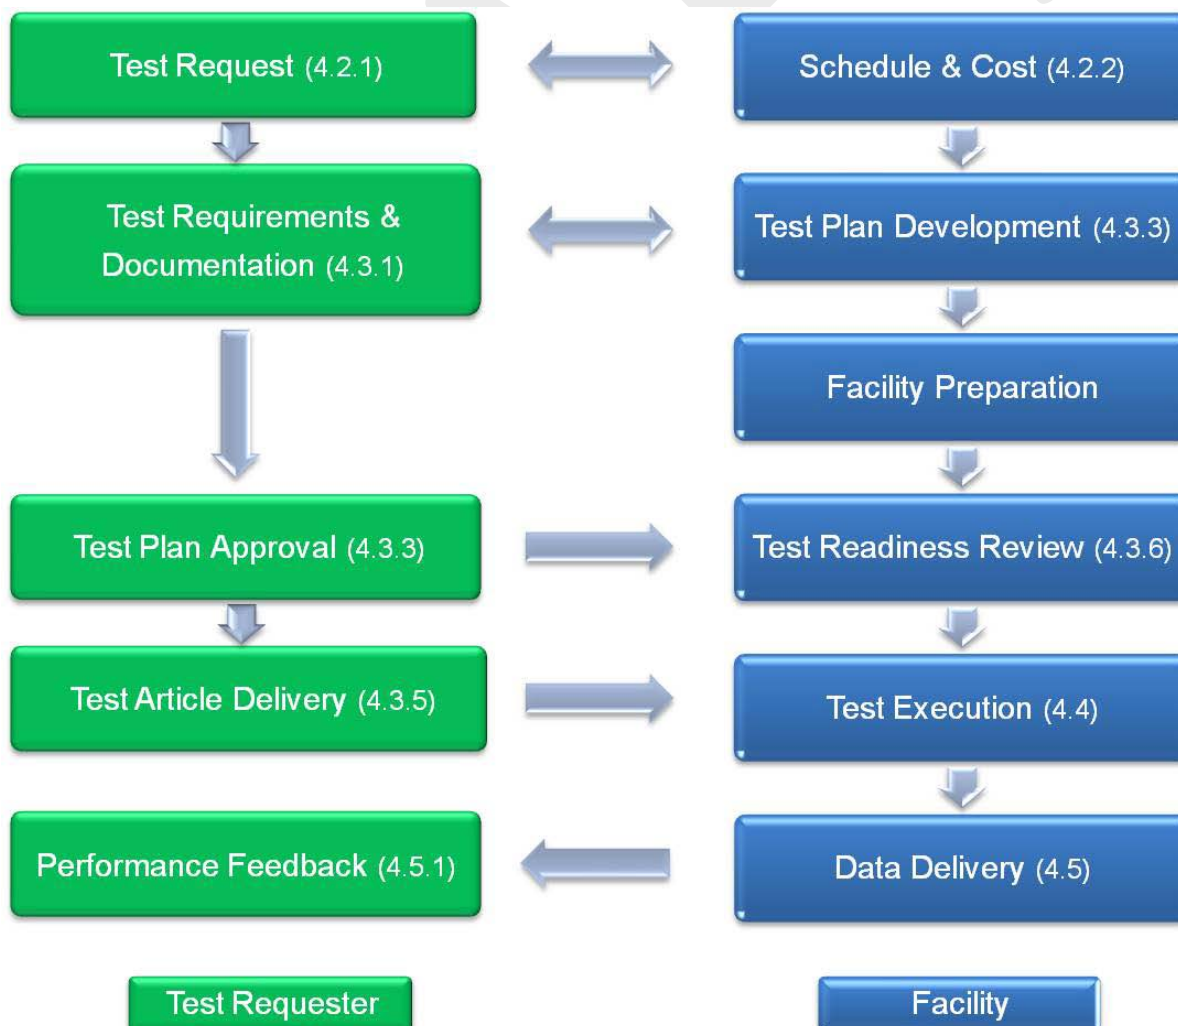 Test Request (4.2.1)
Schedule & Cost (4.2.2)
Test Requirements &
Documentation (4.3.1)
Test Plan Development (4.3.3)
Facility Preparation
Test Plan Approval (4.3.3)
Test Readiness Review (4.3.6)
Test Article Delivery (4.3.5)
Test Execution (4.4)
Performance Feedback (4.5.1)
Data Delivery (4.5)
Test Requester
Facility